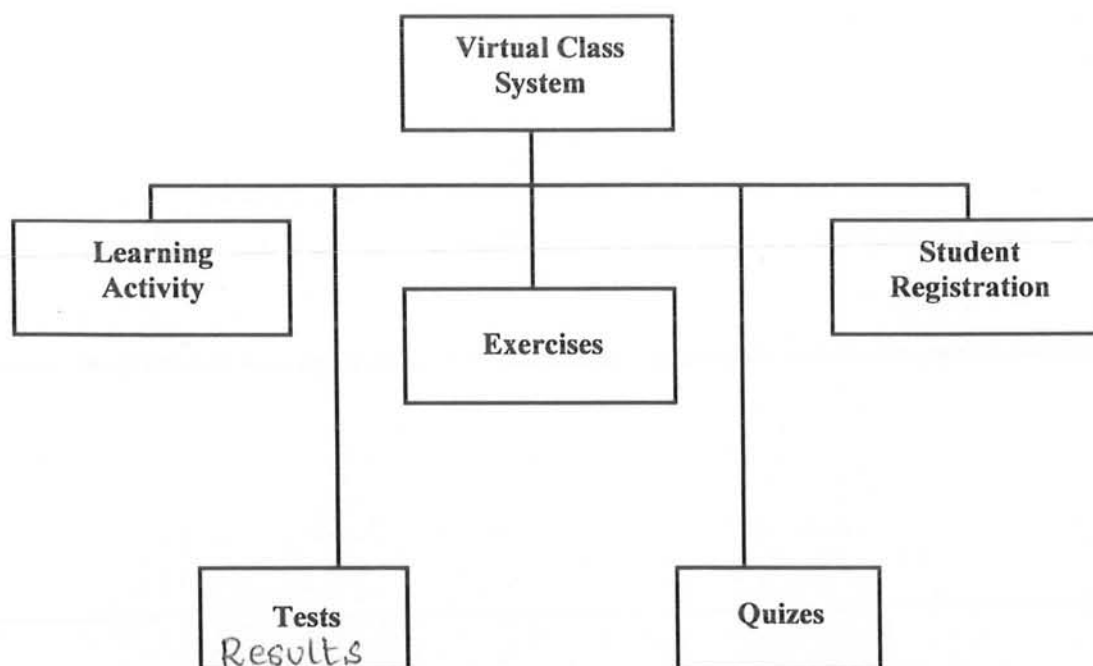 Virtual Class
System
Learning
Activity
Student
Registration
Exercises
Tests
Results
Quizes